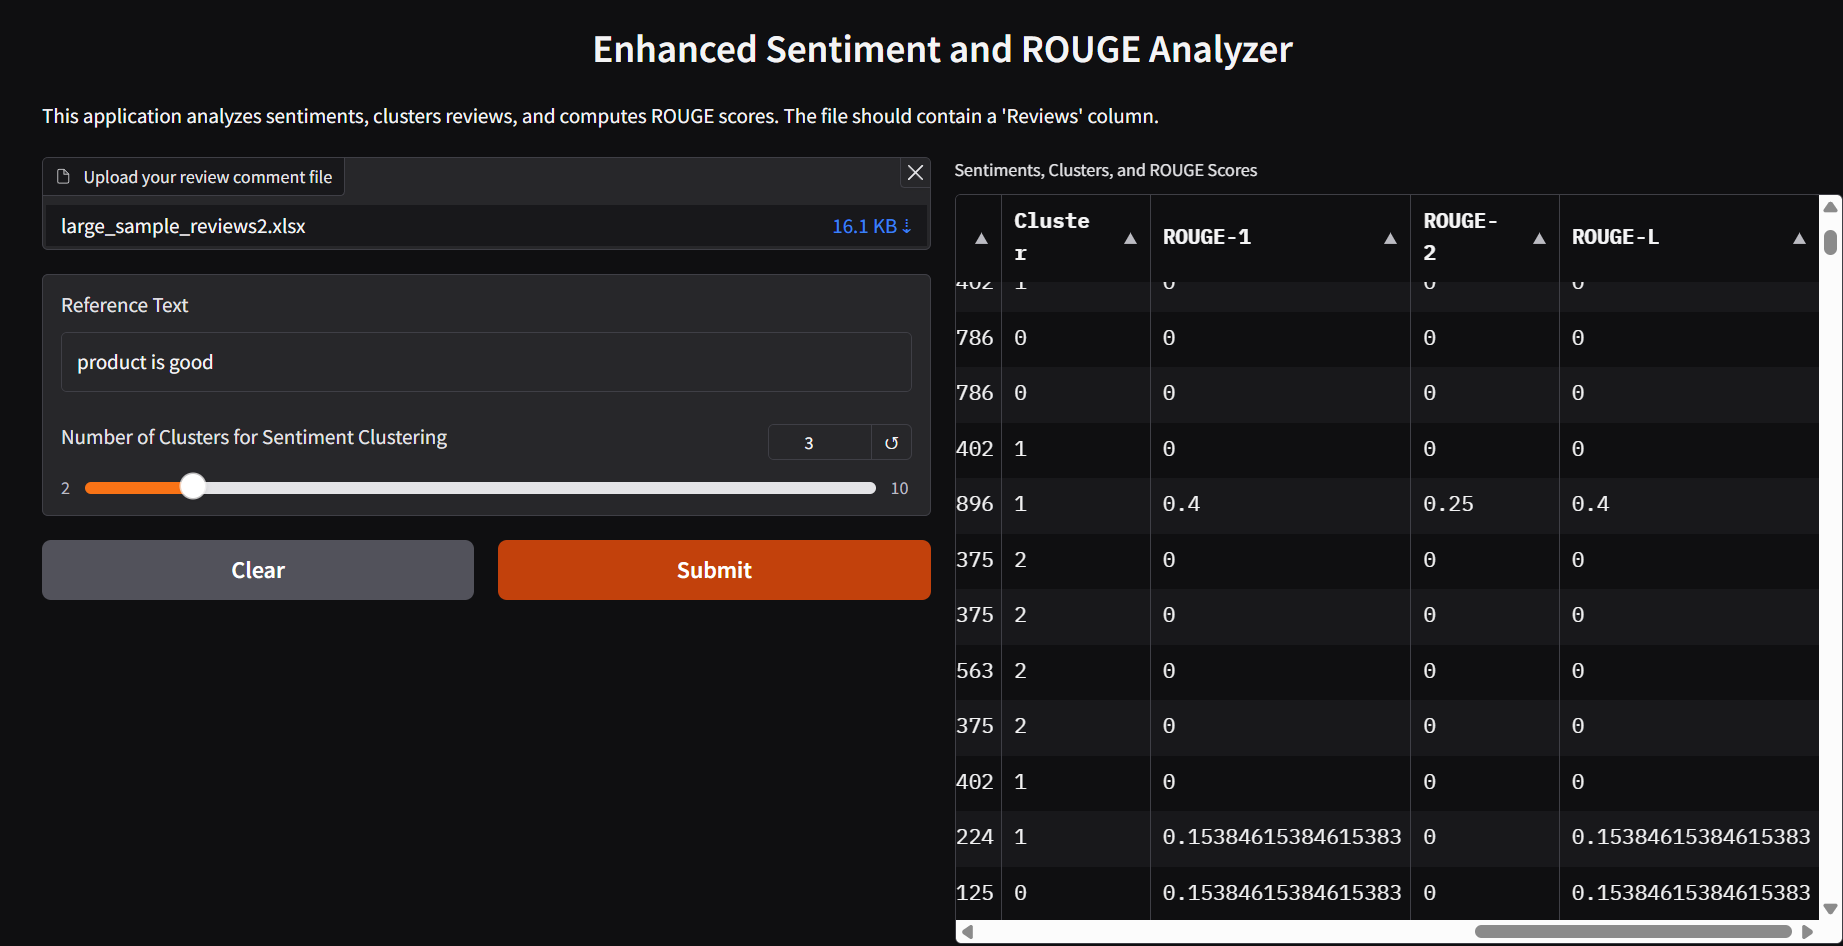 Enhanced Sentiment and ROUGE Analyzer
This application analyzes sentiments, clusters reviews, and computes ROUGE scores. The file should contain a 'Reviews' column.
Upload your review comment file
large_sample_reviews2.xlsx 16.1 KB ⇣
Reference Text
product is good
Number of Clusters for Sentiment Clustering 3 ↺
2 10
Clear Submit
Sentiments, Clusters, and ROUGE Scores
▲ Cluste ▲ ROUGE-1 ▲ ROUGE- ▲ ROUGE-L ▲
r 2
402 1 0 0 0
786 0 0 0 0
786 0 0 0 0
402 1 0 0 0
896 1 0.4 0.25 0.4
375 2 0 0 0
375 2 0 0 0
563 2 0 0 0
375 2 0 0 0
402 1 0 0 0
224 1 0.15384615384615383 0 0.15384615384615383
125 0 0.15384615384615383 0 0.15384615384615383